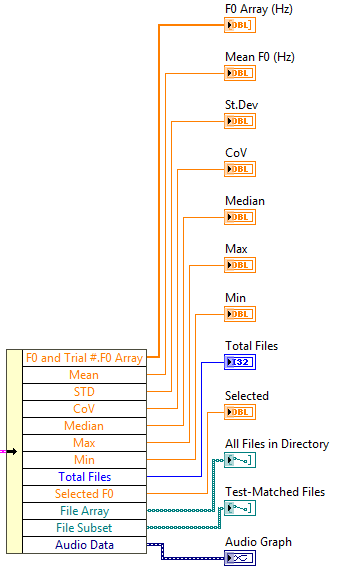 F0 Array (Hz)
DBL
Mean F0 (Hz)
DBL
St.Dev
DBL
CoV
DBL
Median
DBL
Max
DBL
Min
DBL
Total Files
I32
Selected
DBL
All Files in Directory
Test-Matched Files
Audio Graph
F0 and Trial #.F0 Array
Mean
STD
CoV
Median
Max
Min
Total Files
Selected F0
File Array
File Subset
Audio Data